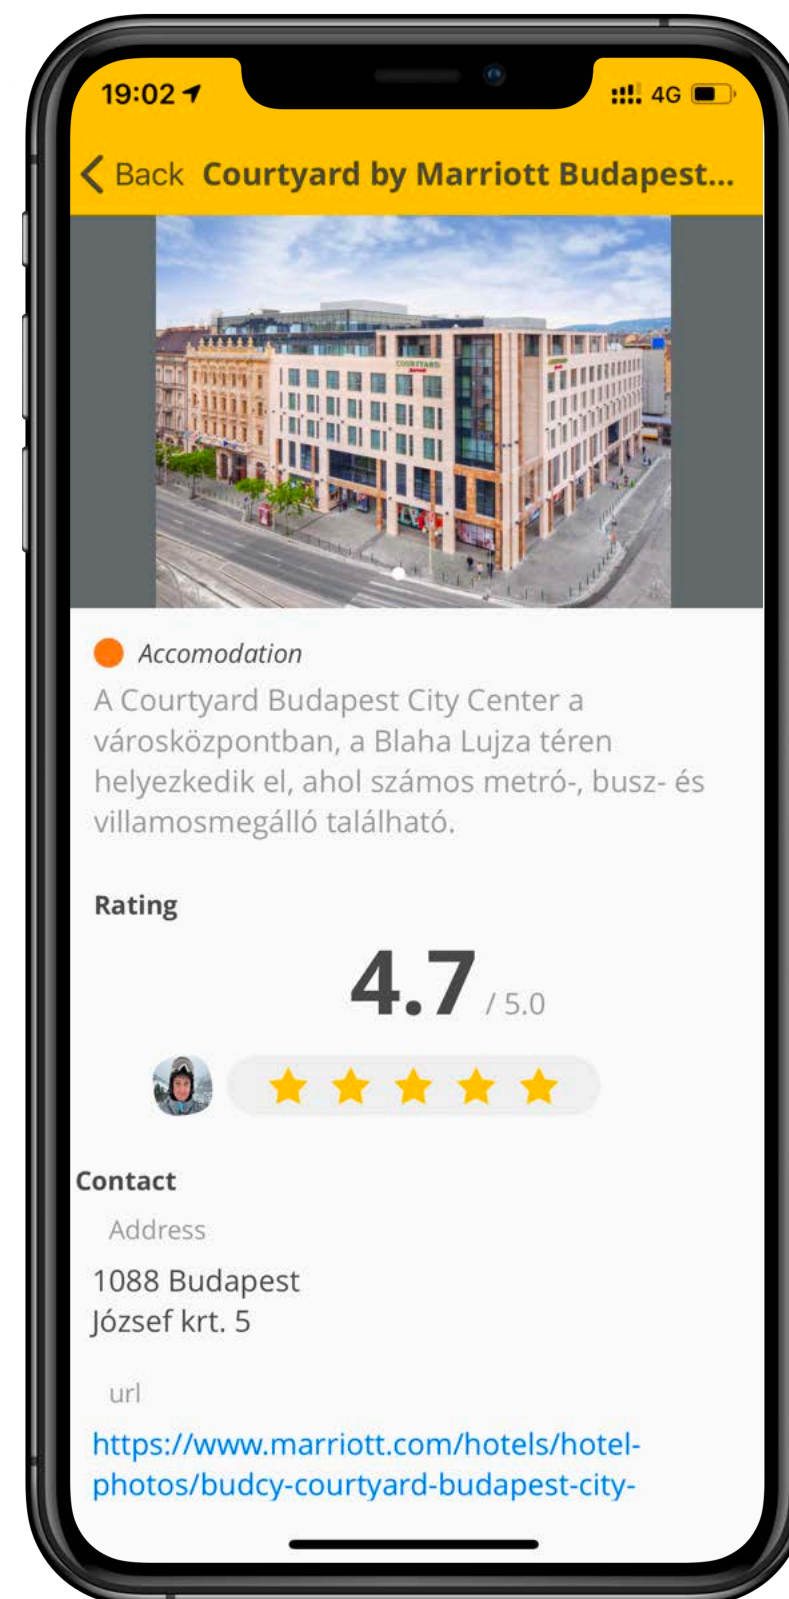 19:02
4G
Back Courtyard by Marriott Budapest...
COURTYARD
Accomodation
A Courtyard Budapest City Center a
városközpontban, a Blaha Lujza téren
helyezkedik el, ahol számos metró-, busz- és
villamosmegálló található.
Rating
4.7 / 5.0
Contact
Address
1088 Budapest
József krt. 5
url
https://www.marriott.com/hotels/hotel-
photos/budcy-courtyard-budapest-city-